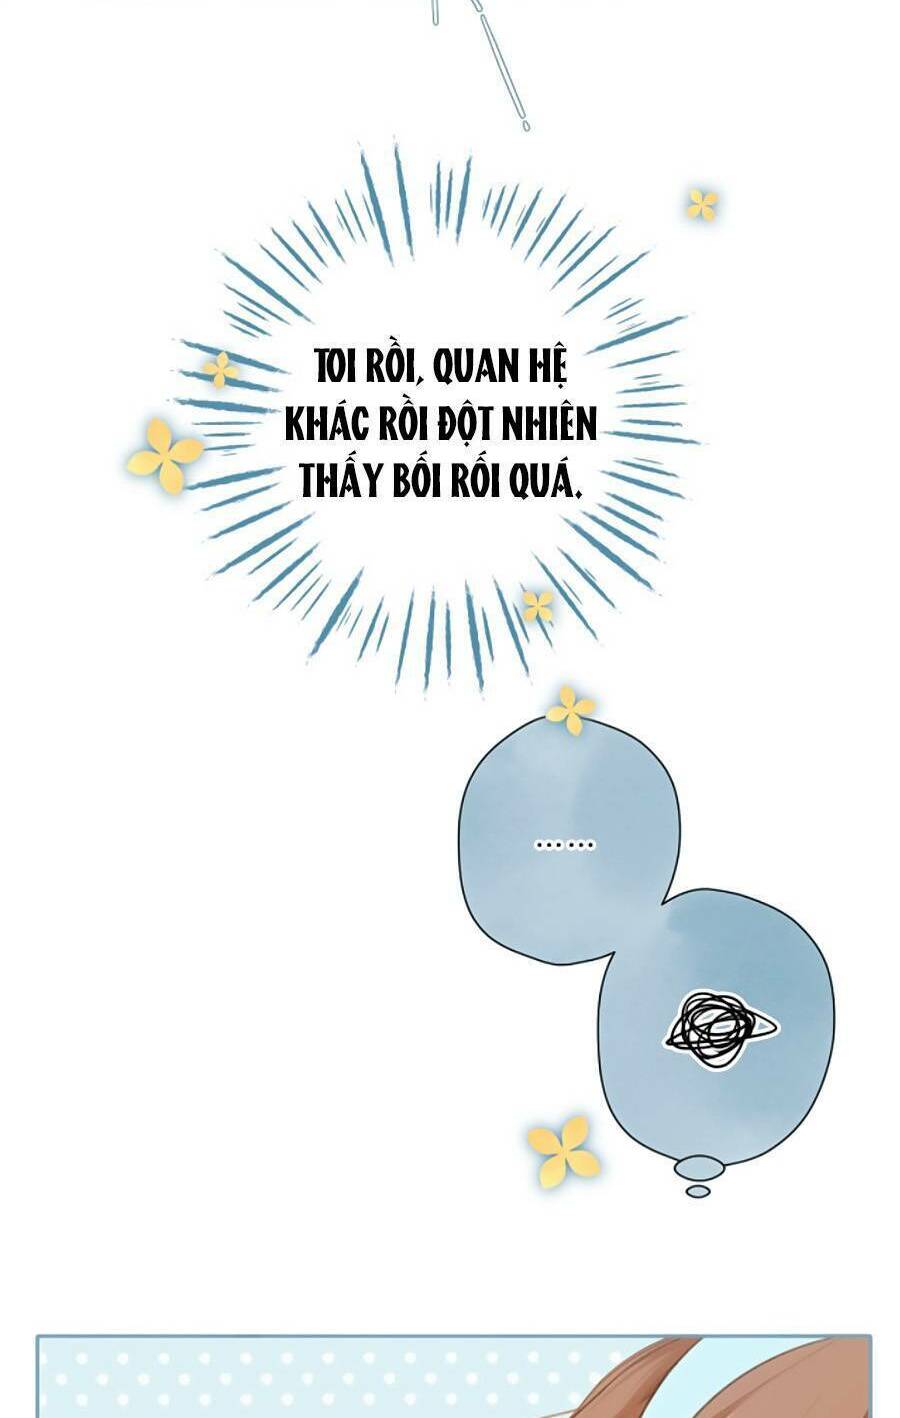 TOI RỒI, QUAN HỆ
KHÁC RỒI ĐỘT NHIÊN
THẤY BỐI RỐI QUÁ.
......